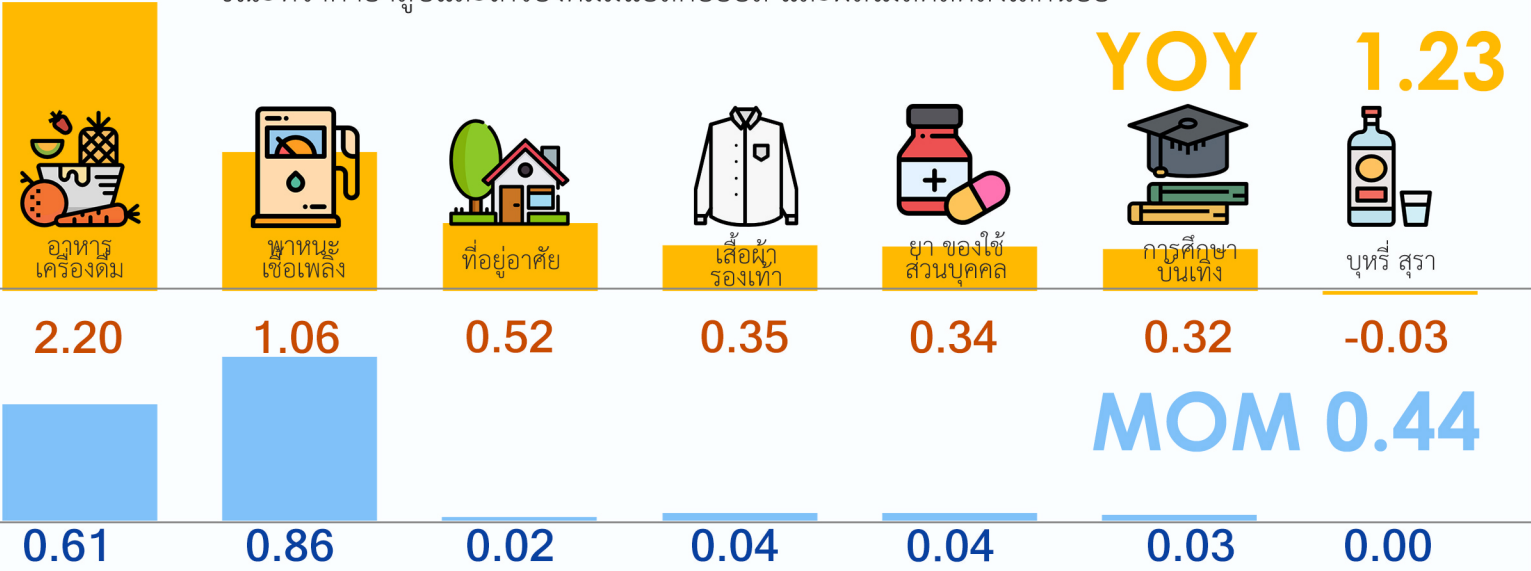 YOY 1.23
อาหาร
เครื่องดื่ม
พาหนะ
เชื้อเพลิง
ที่อยู่อาศัย
เสื้อผ้า
รองเท้า
ยา ของใช้
ส่วนบุคคล
การศึกษา
บันเทิง
บุหรี่ สุรา
2.20 1.06 0.52 0.35 0.34 0.32 -0.03
MOM 0.44
0.61 0.86 0.02 0.04 0.04 0.03 0.00